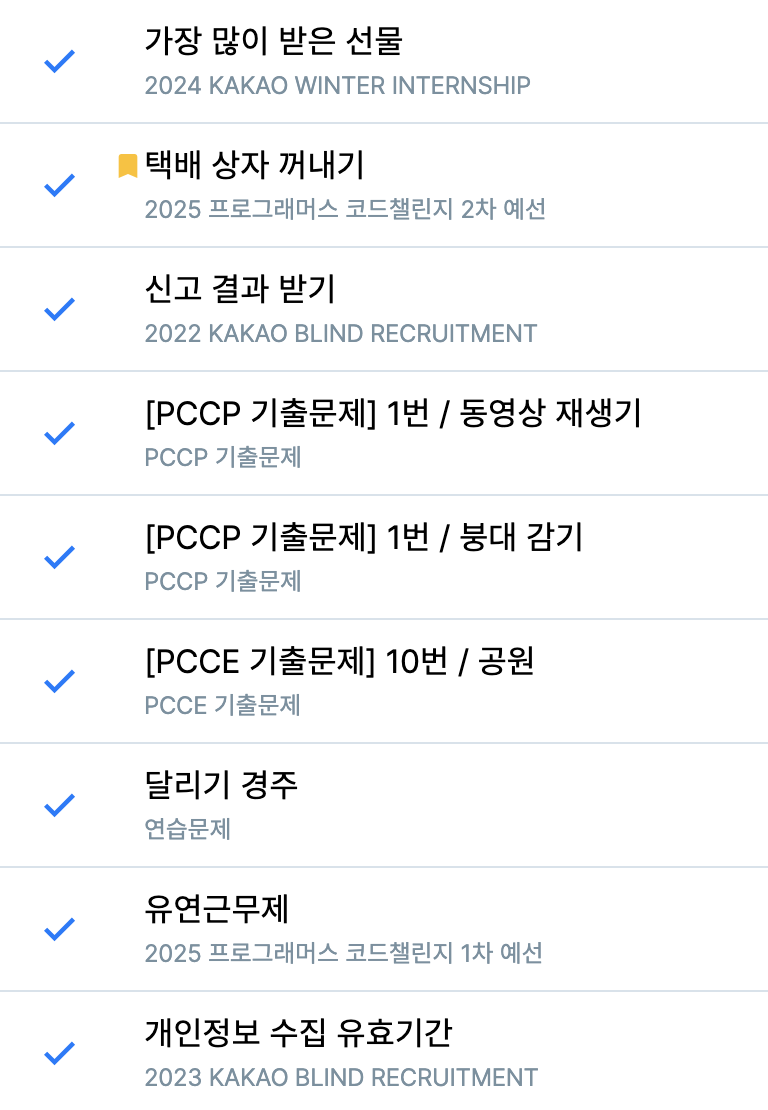 가장 많이 받은 선물
2024 KAKAO WINTER INTERNSHIP
택배 상자 꺼내기
2025 프로그래머스 코드챌린지 2차 예선
신고 결과 받기
2022 KAKAO BLIND RECRUITMENT
[PCCP 기출문제] 1번 / 동영상 재생기
PCCP 기출문제
[PCCP 기출문제] 1번 / 붕대 감기
PCCP 기출문제
[PCCE 기출문제] 10번 / 공원
PCCE 기출문제
달리기 경주
연습문제
유연근무제
2025 프로그래머스 코드챌린지 1차 예선
개인정보 수집 유효기간
2023 KAKAO BLIND RECRUITMENT